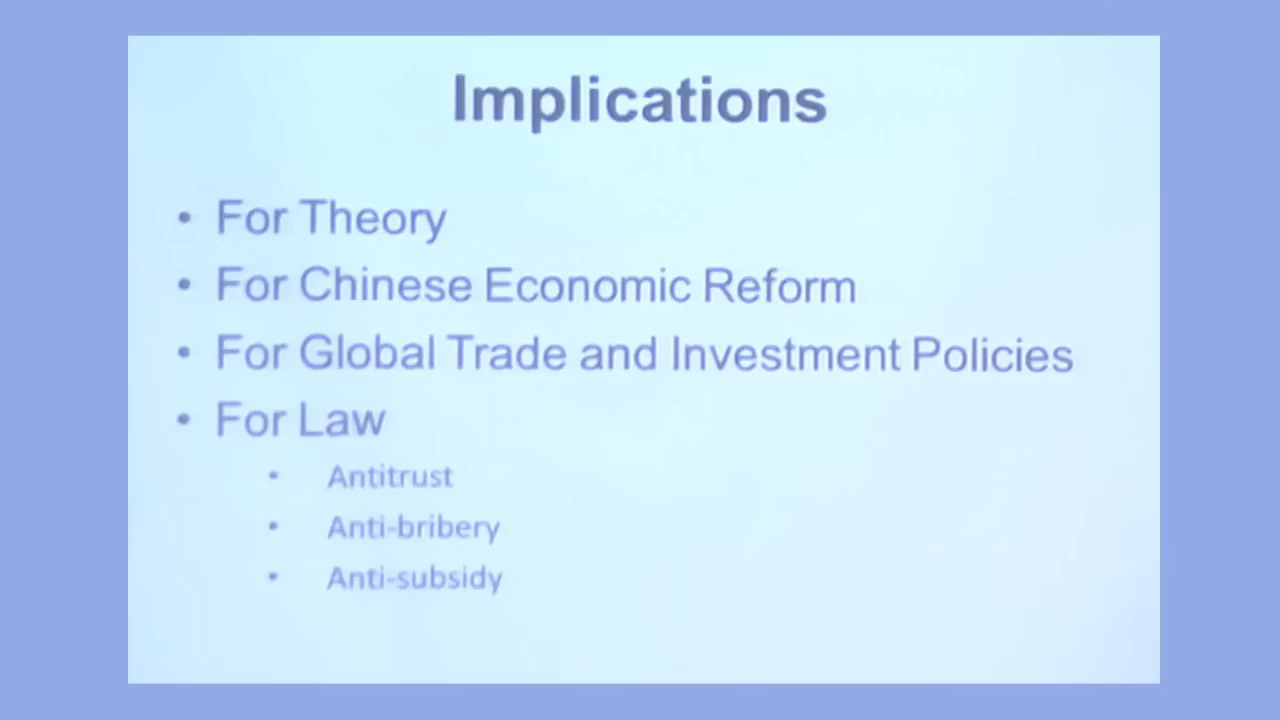 Implications
• For Theory
• For Chinese Economic Reform
• For Global Trade and Investment Policies
• For Law
• Antitrust
• Anti-bribery
• Anti-subsidy